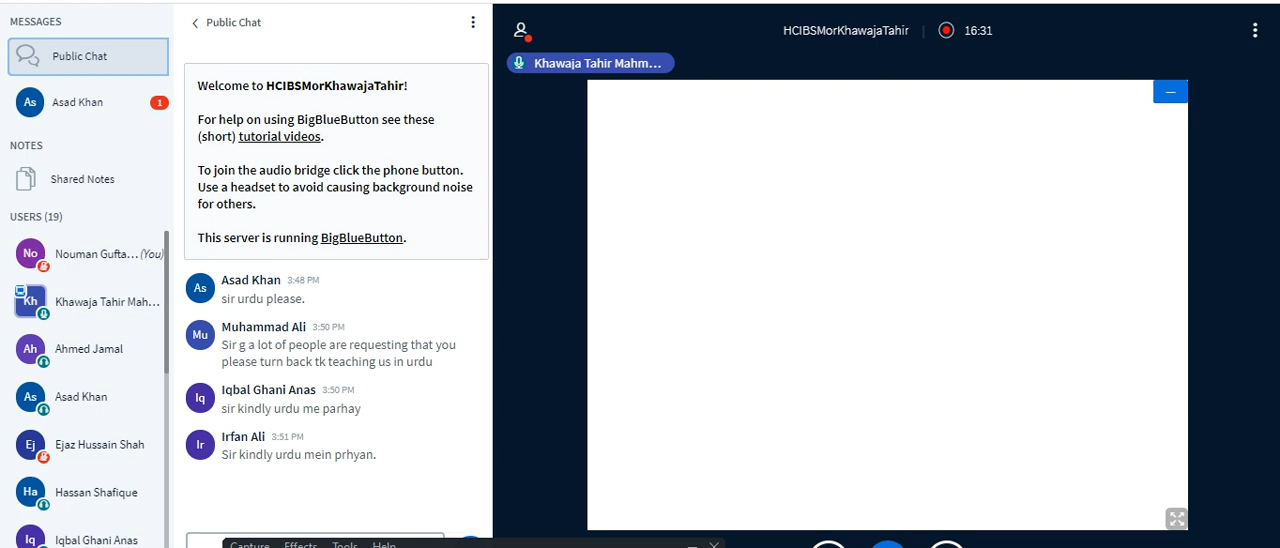 MESSAGES
Public Chat
As
Asad Khan
1
NOTES
Shared Notes
USERS (19)
No
Nouman Gufta... (You)
Kh
Khawaja Tahir Mah...
Ah
Ahmed Jamal
As
Asad Khan
Ej
Ejaz Hussain Shah
Ha
Hassan Shafique
Iq
Iqbal Ghani Anas
Public Chat
Welcome to HCIBSMorKhawajaTahir!
For help on using BigBlueButton see these
(short) tutorial videos.
To join the audio bridge click the phone button.
Use a headset to avoid causing background noise
for others.
This server is running BigBlueButton.
As
Asad Khan 3:48 PM
sir urdu please.
Mu
Muhammad Ali 3:50 PM
Sir g a lot of people are requesting that you
please turn back tk teaching us in urdu
Iq
Iqbal Ghani Anas 3:50 PM
sir kindly urdu me parhay
Ir
Irfan Ali 3:51 PM
Sir kindly urdu mein prhyan.
Capture Effects Tools Help
HCIBSMorKhawajaTahir
16:31
Khawaja Tahir Mahm...